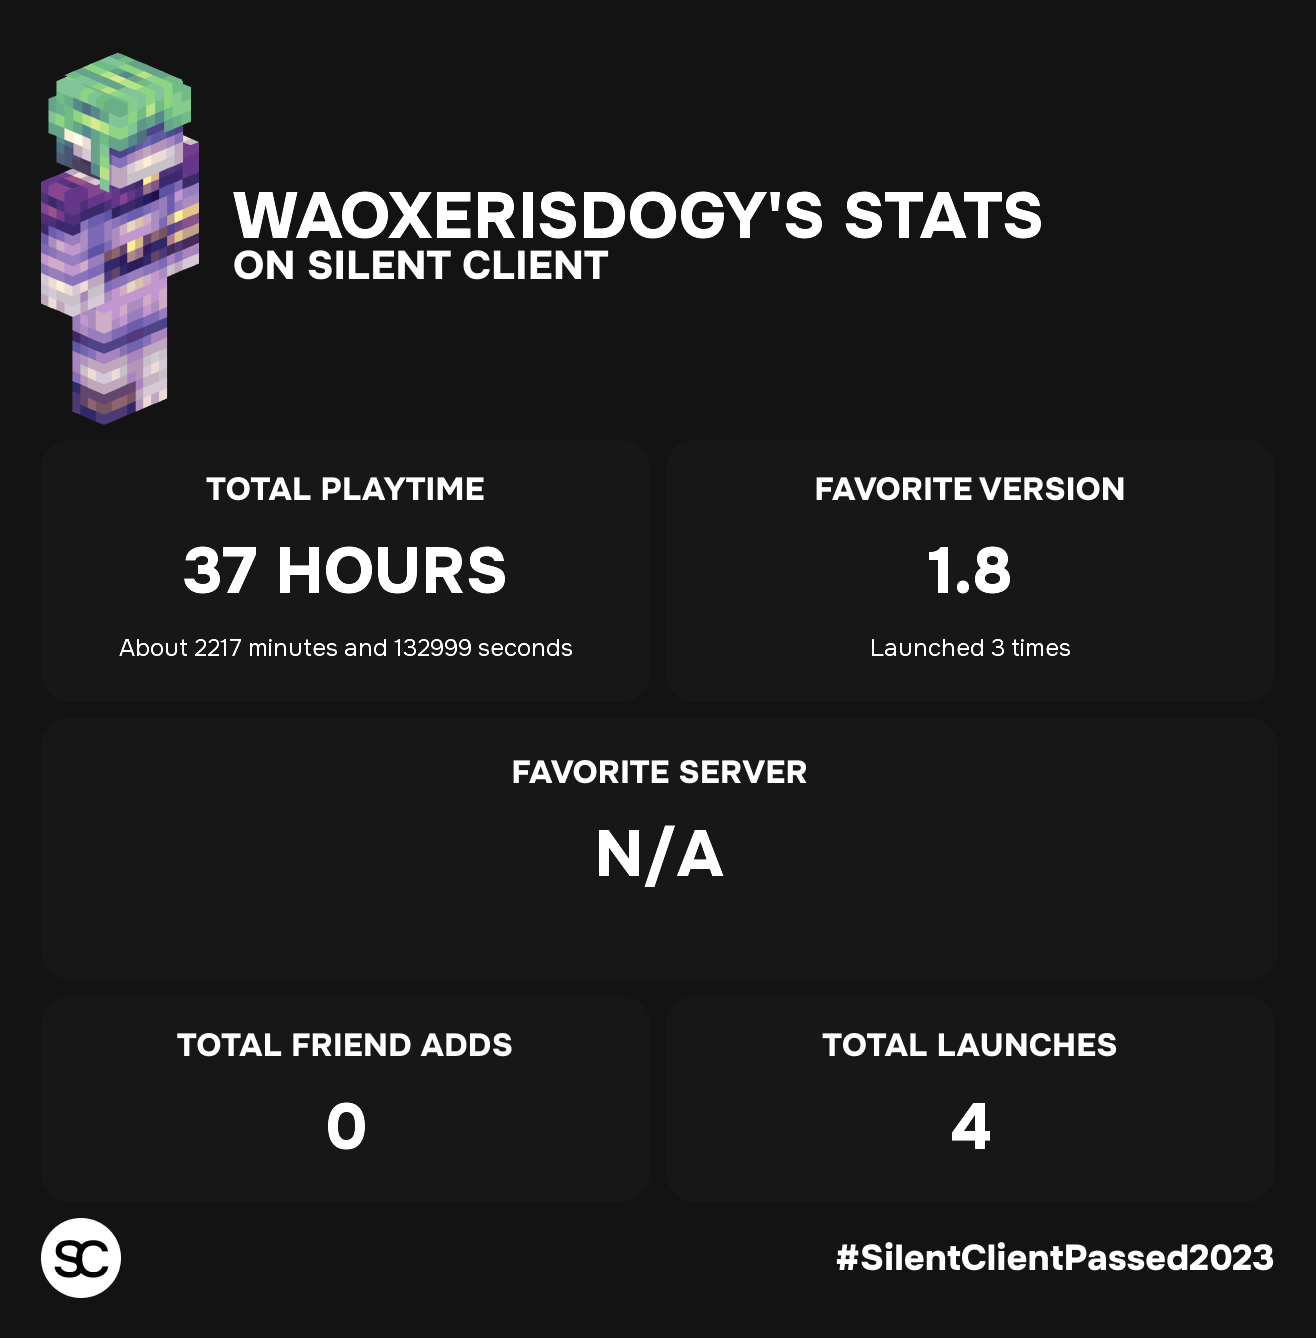 WAOXERISDOGY'S STATS
ON SILENT CLIENT
TOTAL PLAYTIME
37 HOURS
About 2217 minutes and 132999 seconds
FAVORITE VERSION
1.8
Launched 3 times
FAVORITE SERVER
N/A
TOTAL FRIEND ADDS
0
TOTAL LAUNCHES
4
SC
#SilentClientPassed2023